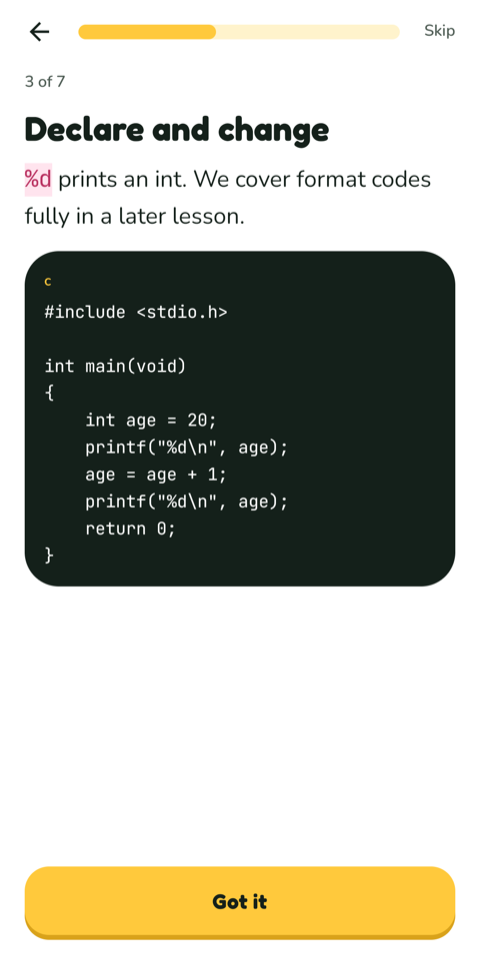 Skip
3 of 7
Declare and change
%d prints an int. We cover format codes
fully in a later lesson.
c
#include <stdio.h>

int main(void)
{
    int age = 20;
    printf("%d\n", age);
    age = age + 1;
    printf("%d\n", age);
    return 0;
}
Got it